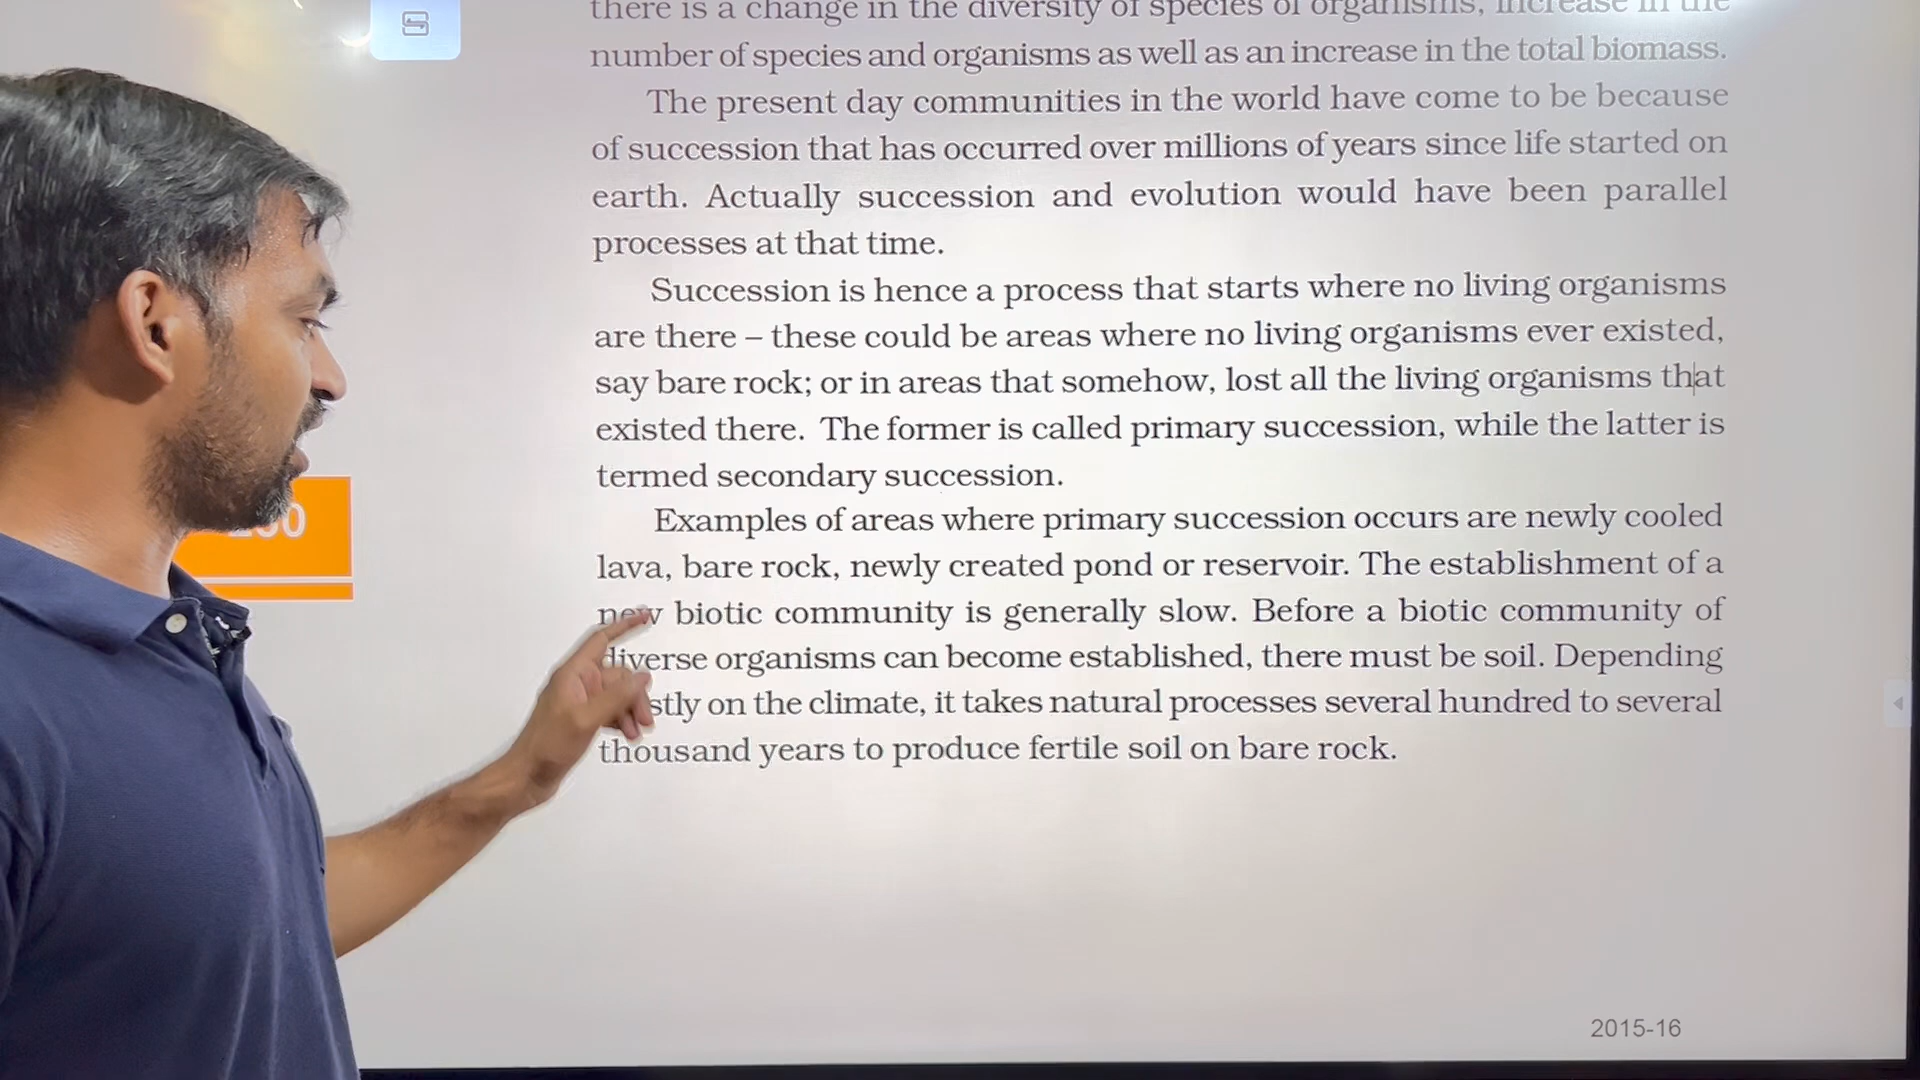 there is a change in the diversity of species of organisms, increase in the
number of species and organisms as well as an increase in the total biomass.
The present day communities in the world have come to be because
of succession that has occurred over millions of years since life started on
earth. Actually succession and evolution would have been parallel
processes at that time.
Succession is hence a process that starts where no living organisms
are there – these could be areas where no living organisms ever existed,
say bare rock; or in areas that somehow, lost all the living organisms that
existed there. The former is called primary succession, while the latter is
termed secondary succession.
Examples of areas where primary succession occurs are newly cooled
lava, bare rock, newly created pond or reservoir. The establishment of a
new biotic community is generally slow. Before a biotic community of
diverse organisms can become established, there must be soil. Depending
on the climate, it takes natural processes several hundred to several
thousand years to produce fertile soil on bare rock.
2015-16